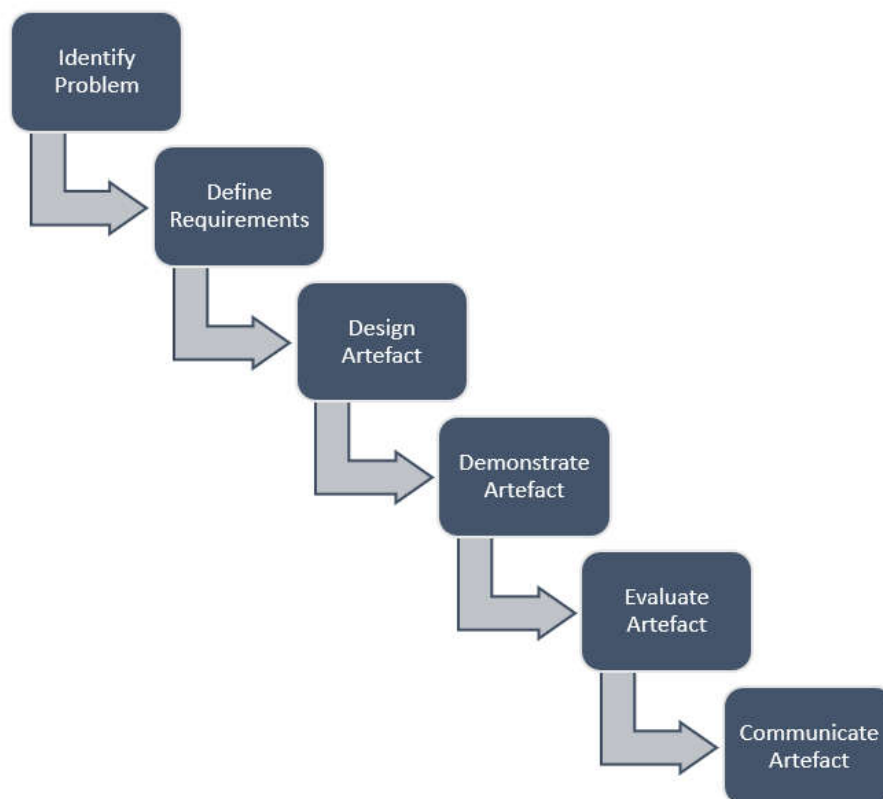 Identify
Problem
Define
Requirements
Design
Artefact
Demonstrate
Artefact
Evaluate
Artefact
Communicate
Artefact